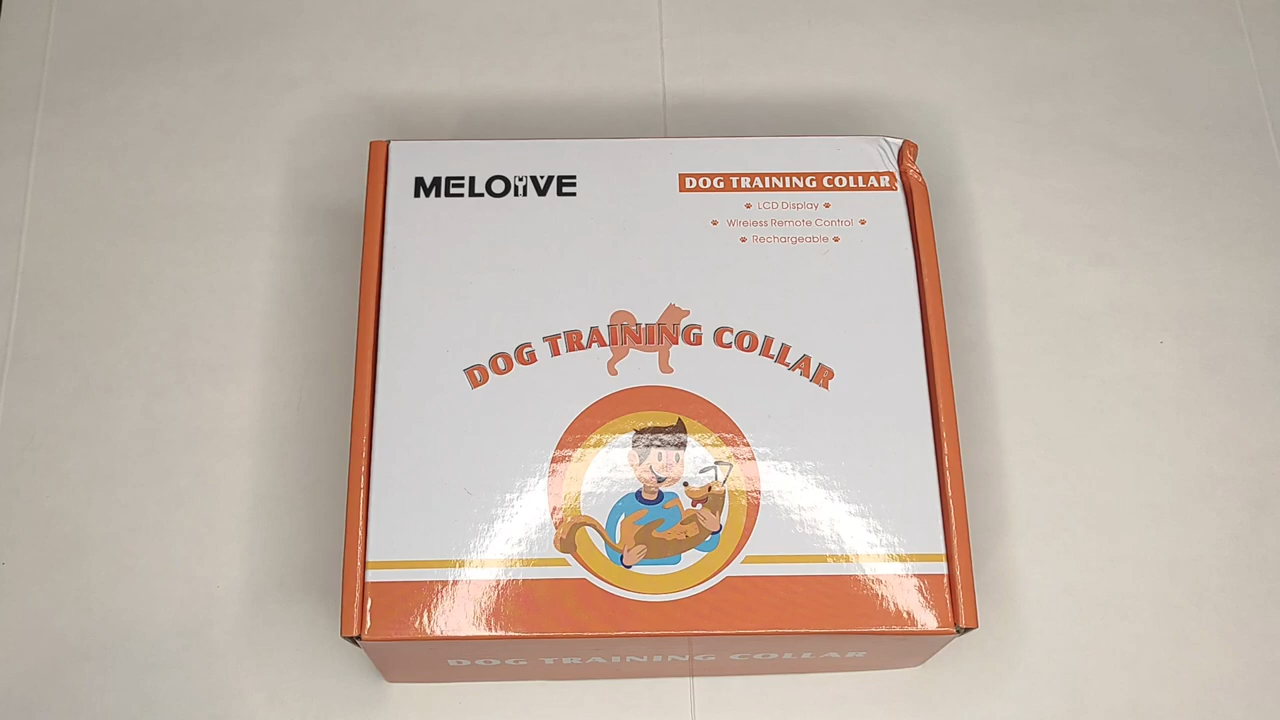 MELOIVE
DOG TRAINING COLLAR
LCD Display
Wireless Remote Control
Rechargeable
DOG TRAINING COLLAR
DOG TRAINING COLLAR